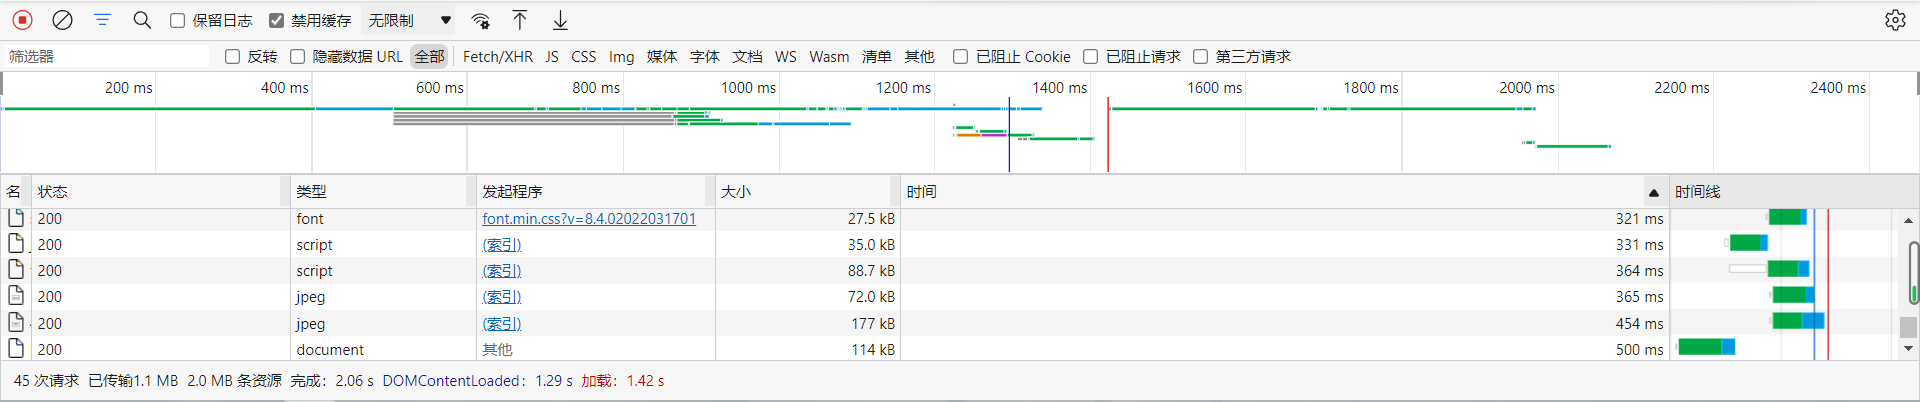 保留日志 禁用缓存 无限制
筛选器 反转 隐藏数据 URL 全部 Fetch/XHR JS CSS Img 媒体 字体 文档 WS Wasm 清单 其他 已阻止 Cookie 已阻止请求 第三方请求
200 ms 400 ms 600 ms 800 ms 1000 ms 1200 ms 1400 ms 1600 ms 1800 ms 2000 ms 2200 ms 2400 ms
名 状态 类型 发起程序 大小 时间 时间线
200 font font.min.css?v=8.4.02022031701 27.5 kB 321 ms
200 script (索引) 35.0 kB 331 ms
200 script (索引) 88.7 kB 364 ms
200 jpeg (索引) 72.0 kB 365 ms
200 jpeg (索引) 177 kB 454 ms
200 document 其他 114 kB 500 ms
45 次请求 已传输1.1 MB 2.0 MB 条资源 完成：2.06 s DOMContentLoaded：1.29 s 加载：1.42 s